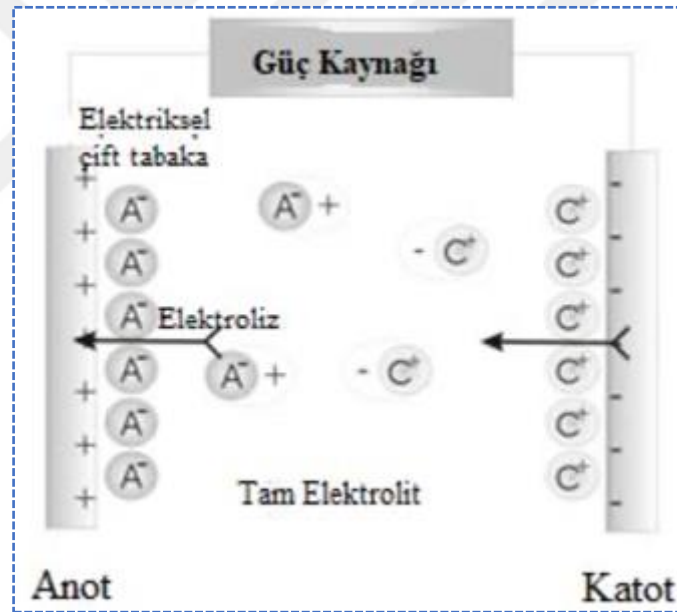 Güç Kaynağı
Elektriksel
çift tabaka
+ A⁻ A⁻ + C⁺ -
+ A⁻ - C⁺ C⁺ -
+ A⁻ Elektroliz C⁺ -
+ A⁻ A⁻ + - C⁺ C⁺ -
+ A⁻ C⁺ -
+ A⁻ Tam Elektrolit C⁺ -
+
Anot Katot